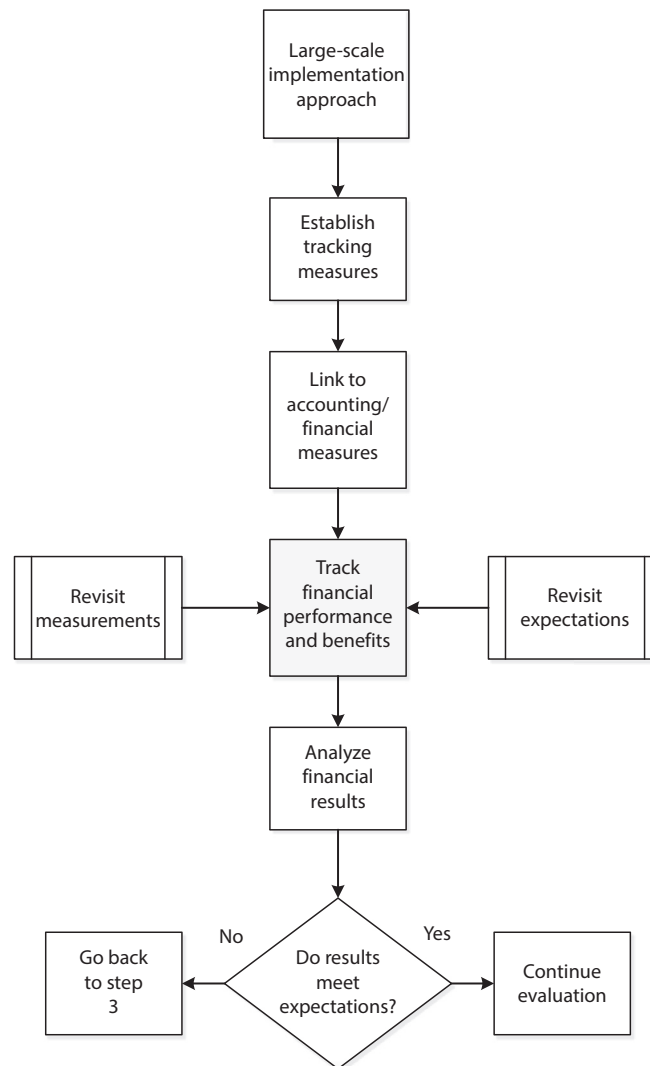 Large-scale
implementation
approach
Establish
tracking
measures
Link to
accounting/
financial
measures
Revisit
measurements
Track
financial
performance
and benefits
Revisit
expectations
Analyze
financial
results
No
Yes
Go back
to step
3
Do results
meet
expectations?
Continue
evaluation